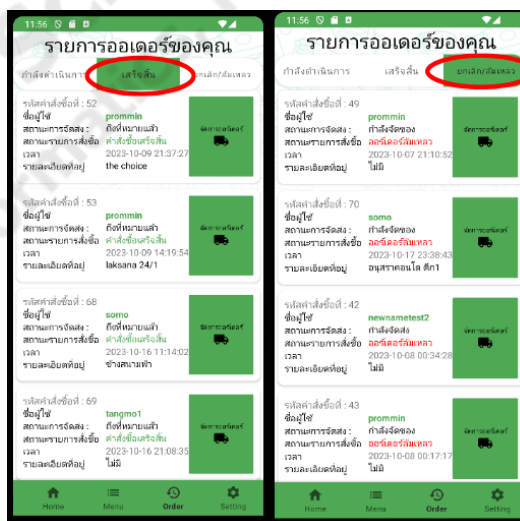 11:56
รายการออเดอร์ของคุณ
กำลังดำเนินการ เสร็จสิ้น ยกเลิก/ล้มเหลว
รหัสคำสั่งซื้อที่ : 52
ชื่อผู้ใช้ prommin
สถานะการจัดส่ง : ถึงที่หมายแล้ว
สถานะรายการสั่งซื้อ คำสั่งซื้อเสร็จสิ้น
เวลา 2023-10-09 21:37:27
รายละเอียดที่อยู่ the choice
จัดการออร์เดอร์
รหัสคำสั่งซื้อที่ : 53
ชื่อผู้ใช้ prommin
สถานะการจัดส่ง : ถึงที่หมายแล้ว
สถานะรายการสั่งซื้อ คำสั่งซื้อเสร็จสิ้น
เวลา 2023-10-09 14:19:54
รายละเอียดที่อยู่ laksana 24/1
จัดการออร์เดอร์
รหัสคำสั่งซื้อที่ : 68
ชื่อผู้ใช้ somo
สถานะการจัดส่ง : ถึงที่หมายแล้ว
สถานะรายการสั่งซื้อ คำสั่งซื้อเสร็จสิ้น
เวลา 2023-10-16 11:14:02
รายละเอียดที่อยู่ ข้างสนามฟ้า
จัดการออร์เดอร์
รหัสคำสั่งซื้อที่ : 69
ชื่อผู้ใช้ tangmo1
สถานะการจัดส่ง : ถึงที่หมายแล้ว
สถานะรายการสั่งซื้อ คำสั่งซื้อเสร็จสิ้น
เวลา 2023-10-16 21:08:35
รายละเอียดที่อยู่ ไม่มี
จัดการออร์เดอร์
Home Menu Order Setting
11:56
รายการออเดอร์ของคุณ
กำลังดำเนินการ เสร็จสิ้น ยกเลิก/ล้มเหลว
รหัสคำสั่งซื้อที่ : 49
ชื่อผู้ใช้ prommin
สถานะการจัดส่ง : กำลังจัดของ
สถานะรายการสั่งซื้อ ออร์เดอร์ล้มเหลว
เวลา 2023-10-07 21:10:52
รายละเอียดที่อยู่ ไม่มี
จัดการออร์เดอร์
รหัสคำสั่งซื้อที่ : 70
ชื่อผู้ใช้ somo
สถานะการจัดส่ง : กำลังจัดของ
สถานะรายการสั่งซื้อ ออร์เดอร์ล้มเหลว
เวลา 2023-10-17 23:38:43
รายละเอียดที่อยู่ อนุสราคอนโด ตึก1
จัดการออร์เดอร์
รหัสคำสั่งซื้อที่ : 42
ชื่อผู้ใช้ newnametest2
สถานะการจัดส่ง : กำลังจัดส่ง
สถานะรายการสั่งซื้อ ออร์เดอร์ล้มเหลว
เวลา 2023-10-08 00:34:28
รายละเอียดที่อยู่ ไม่มี
จัดการออร์เดอร์
รหัสคำสั่งซื้อที่ : 43
ชื่อผู้ใช้ prommin
สถานะการจัดส่ง : กำลังจัดของ
สถานะรายการสั่งซื้อ ออร์เดอร์ล้มเหลว
เวลา 2023-10-08 00:17:17
รายละเอียดที่อยู่ ไม่มี
จัดการออร์เดอร์
Home Menu Order Setting